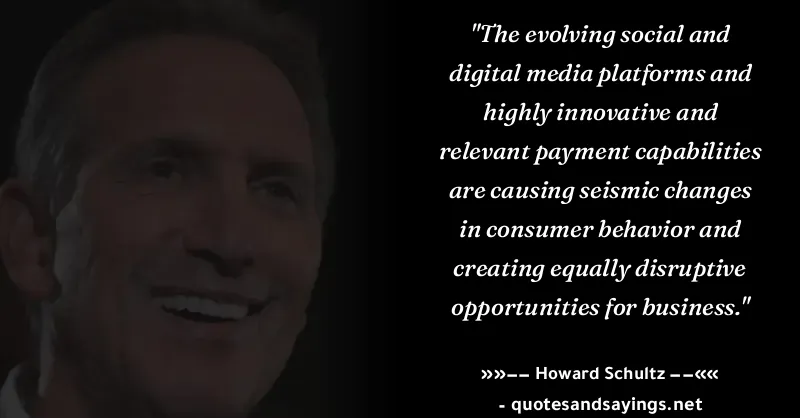 "The evolving social and
digital media platforms and
highly innovative and
relevant payment capabilities
are causing seismic changes
in consumer behavior and
creating equally disruptive
opportunities for business."
»»–– Howard Schultz ––««
- quotesandsayings.net